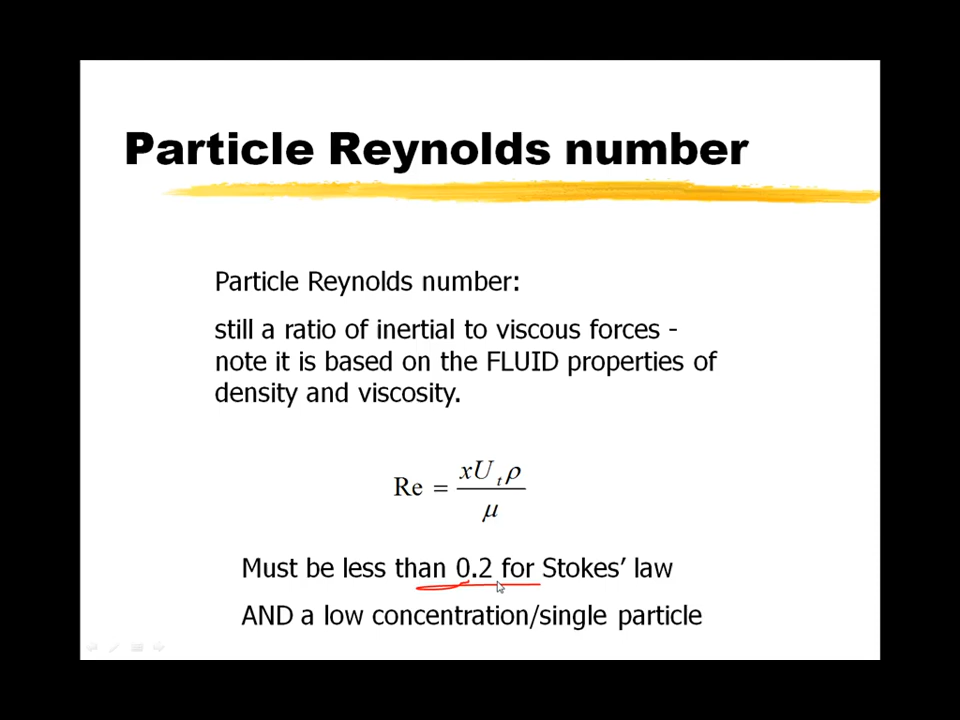 Particle Reynolds number
Particle Reynolds number:
still a ratio of inertial to viscous forces -
note it is based on the FLUID properties of
density and viscosity.
Re = xU_tρ / μ
Must be less than 0.2 for Stokes’ law
AND a low concentration/single particle